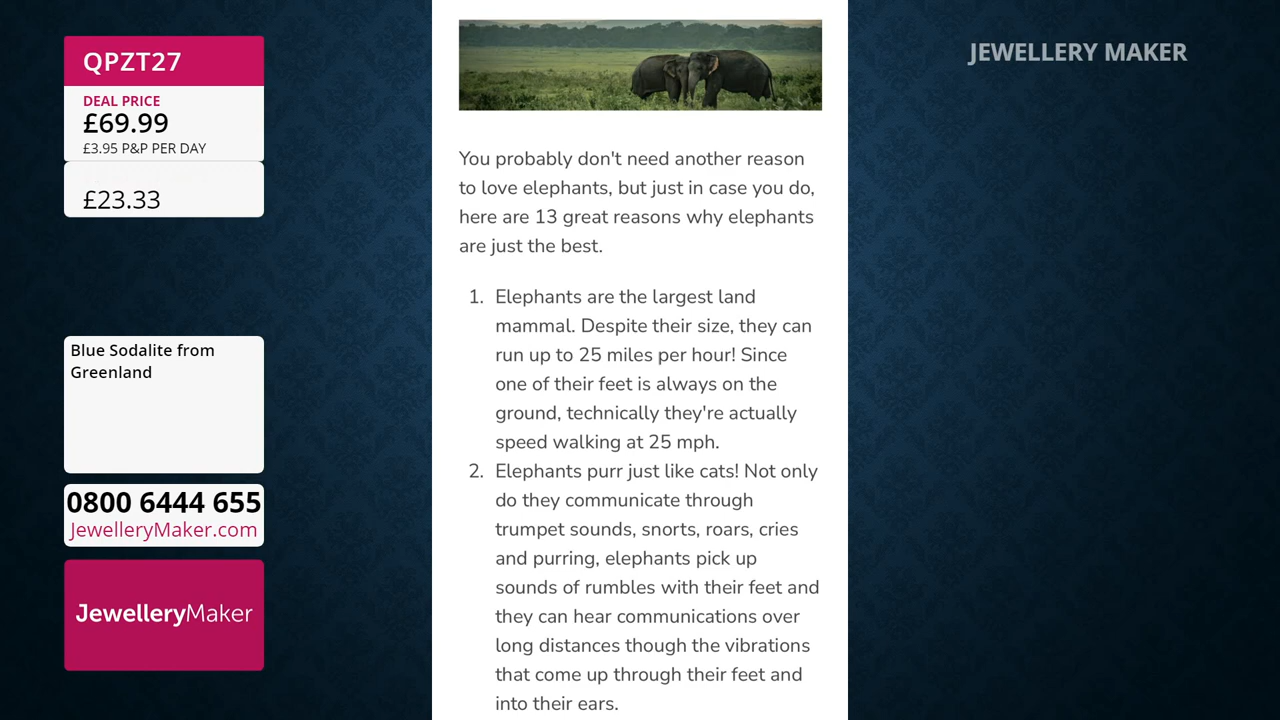 QPZT27
DEAL PRICE
£69.99
£3.95 P&P PER DAY
£23.33
Blue Sodalite from
Greenland
0800 6444 655
JewelleryMaker.com
JewelleryMaker
You probably don't need another reason
to love elephants, but just in case you do,
here are 13 great reasons why elephants
are just the best.
1. Elephants are the largest land
mammal. Despite their size, they can
run up to 25 miles per hour! Since
one of their feet is always on the
ground, technically they're actually
speed walking at 25 mph.
2. Elephants purr just like cats! Not only
do they communicate through
trumpet sounds, snorts, roars, cries
and purring, elephants pick up
sounds of rumbles with their feet and
they can hear communications over
long distances though the vibrations
that come up through their feet and
into their ears.
JEWELLERY MAKER